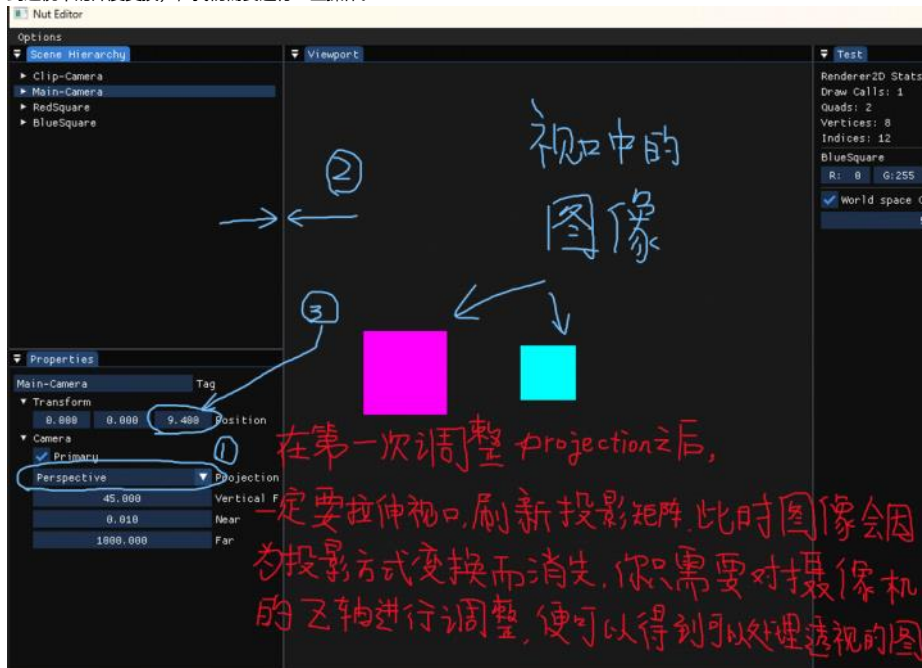 Nut Editor
Options
Scene Hierarchy
Clip-Camera
Main-Camera
RedSquare
BlueSquare
Viewport
Test
Renderer2D Stats
Draw Calls: 1
Quads: 2
Vertices: 8
Indices: 12
BlueSquare
R: 0 G:255
World space
②
视口中的
图像
③
Properties
Main-Camera Tag
Transform
0.000 0.000 9.400 Position
Camera
Primary
①
Perspective Projection
45.000 Vertical F
0.010 Near
1000.000 Far
在第一次调整projection之后,
一定要拉伸视口,刷新投影矩阵.此时图像会因
为投影方式变换而消失.你只需要对摄像机
的Z轴进行调整,便可以得到可以处理透视的图